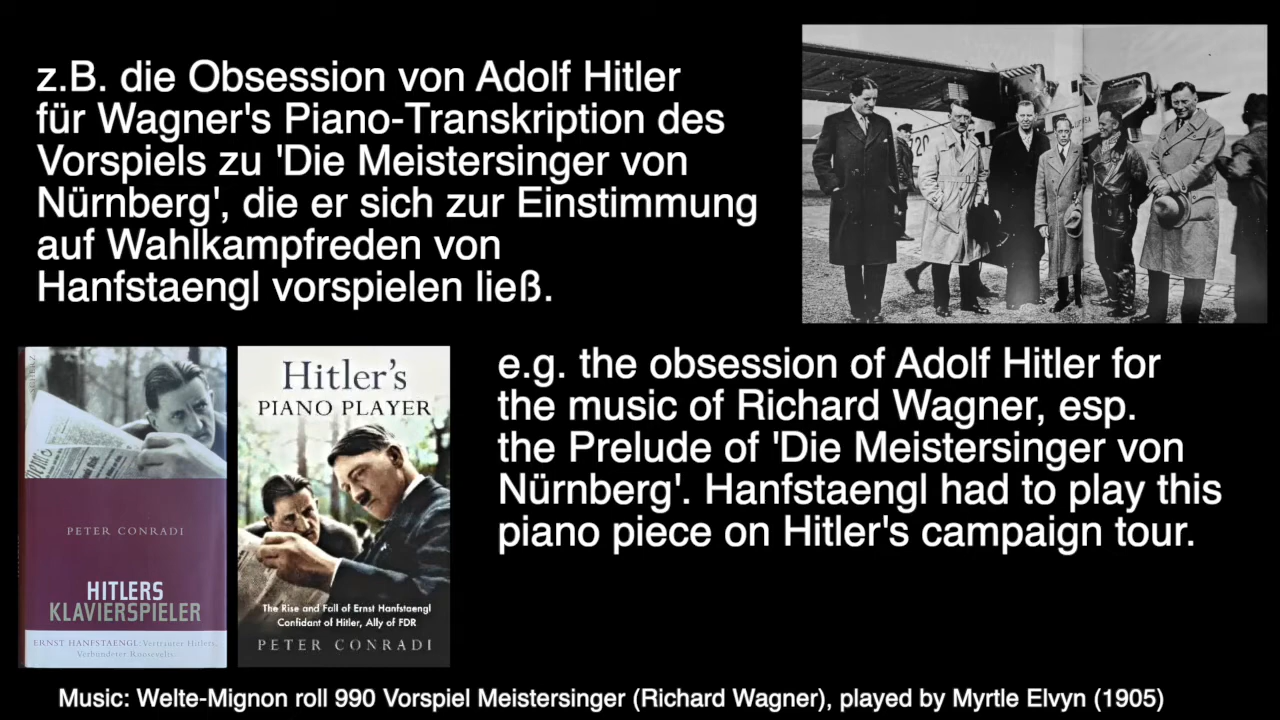 z.B. die Obsession von Adolf Hitler
für Wagner's Piano-Transkription des
Vorspiels zu 'Die Meistersinger von
Nürnberg', die er sich zur Einstimmung
auf Wahlkampfreden von
Hanfstaengl vorspielen ließ.
PETER CONRADI
HITLERS
KLAVIERSPIELER
ERNST HANFSTAENGL: Vertrauter Hitlers,
Verbündeter Roosevelts
Hitler's
PIANO PLAYER
The Rise and Fall of Ernst Hanfstaengl
Confidant of Hitler, Ally of FDR
PETER CONRADI
e.g. the obsession of Adolf Hitler for
the music of Richard Wagner, esp.
the Prelude of 'Die Meistersinger von
Nürnberg'. Hanfstaengl had to play this
piano piece on Hitler's campaign tour.
Music: Welte-Mignon roll 990 Vorspiel Meistersinger (Richard Wagner), played by Myrtle Elvyn (1905)